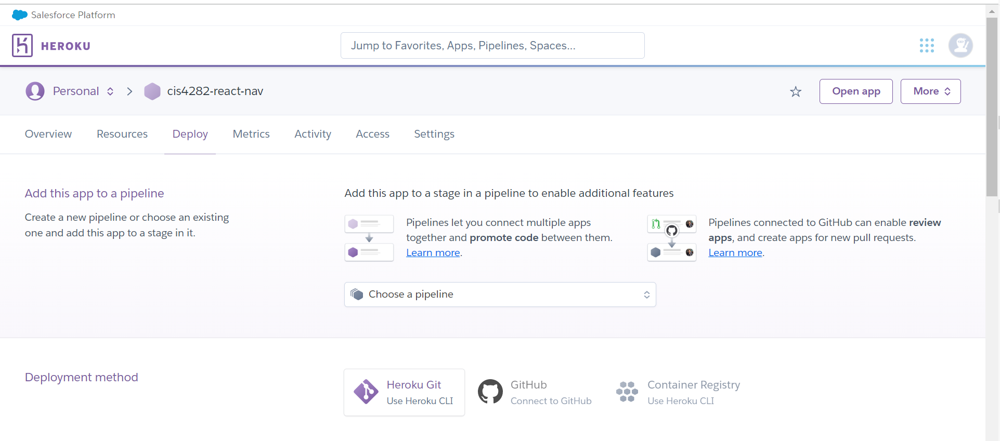 Salesforce Platform
HEROKU
Jump to Favorites, Apps, Pipelines, Spaces...
Personal
cis4282-react-nav
Open app
More
Overview
Resources
Deploy
Metrics
Activity
Access
Settings
Add this app to a pipeline
Create a new pipeline or choose an existing
one and add this app to a stage in it.
Add this app to a stage in a pipeline to enable additional features
Pipelines let you connect multiple apps
together and promote code between them.
Learn more.
Pipelines connected to GitHub can enable review
apps, and create apps for new pull requests.
Learn more.
Choose a pipeline
Deployment method
Heroku Git
Use Heroku CLI
GitHub
Connect to GitHub
Container Registry
Use Heroku CLI